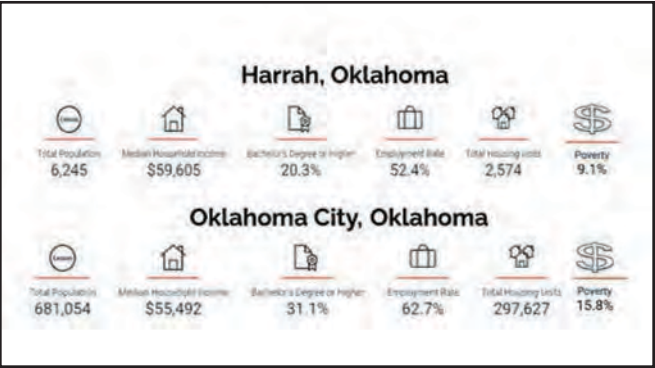 Harrah, Oklahoma
Total Population Median Household Income Bachelor's Degree or Higher Employment Rate Total Housing Units Poverty
6,245 $59,605 20.3% 52.4% 2,574 9.1%
Oklahoma City, Oklahoma
Total Population Median Household Income Bachelor's Degree or Higher Employment Rate Total Housing Units Poverty
681,054 $55,492 31.1% 62.7% 297,627 15.8%